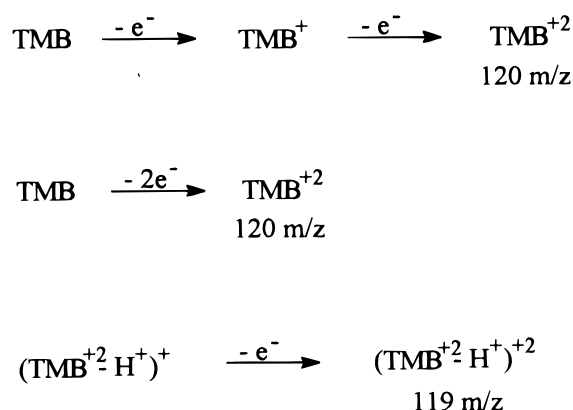 TMB - e⁻ TMB⁺ - e⁻ TMB⁺²
120 m/z
TMB - 2e⁻ TMB⁺²
120 m/z
(TMB⁺²- H⁺)⁺ - e⁻ (TMB⁺²- H⁺)⁺²
119 m/z